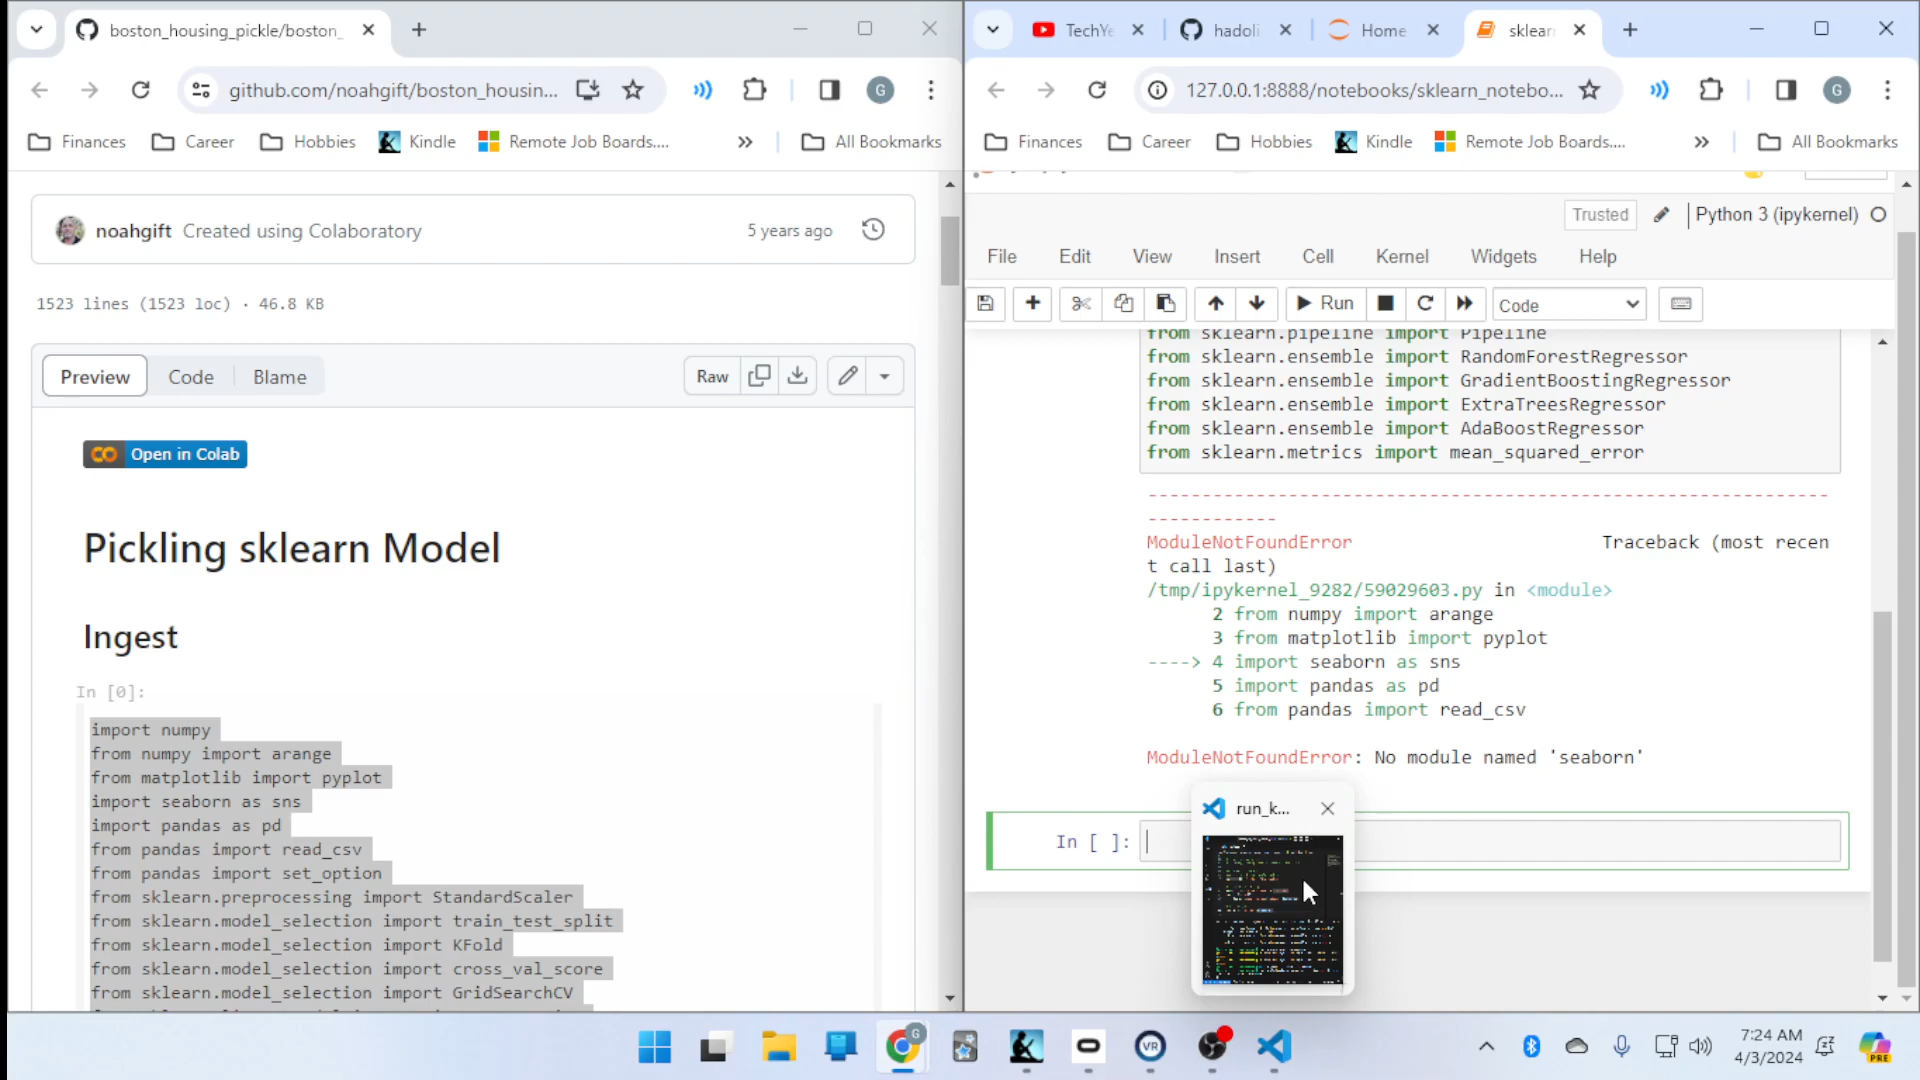 boston_housing_pickle/boston_
github.com/noahgift/boston_housin...
G
Finances
Career
Hobbies
Kindle
Remote Job Boards....
All Bookmarks
noahgift Created using Colaboratory
5 years ago
1523 lines (1523 loc) · 46.8 KB
Preview
Code
Blame
Raw
Open in Colab
Pickling sklearn Model
Ingest
In [0]:
import numpy
from numpy import arange
from matplotlib import pyplot
import seaborn as sns
import pandas as pd
from pandas import read_csv
from pandas import set_option
from sklearn.preprocessing import StandardScaler
from sklearn.model_selection import train_test_split
from sklearn.model_selection import KFold
from sklearn.model_selection import cross_val_score
from sklearn.model_selection import GridSearchCV
TechYe
hadoli
Home
sklear
127.0.0.1:8888/notebooks/sklearn_notebo...
G
Finances
Career
Hobbies
Kindle
Remote Job Boards....
All Bookmarks
Trusted
Python 3 (ipykernel)
File
Edit
View
Insert
Cell
Kernel
Widgets
Help
Run
Code
from sklearn.pipeline import Pipeline
from sklearn.ensemble import RandomForestRegressor
from sklearn.ensemble import GradientBoostingRegressor
from sklearn.ensemble import ExtraTreesRegressor
from sklearn.ensemble import AdaBoostRegressor
from sklearn.metrics import mean_squared_error
ModuleNotFoundError Traceback (most recen
t call last)
/tmp/ipykernel_9282/59029603.py in <module>
2 from numpy import arange
3 from matplotlib import pyplot
----> 4 import seaborn as sns
5 import pandas as pd
6 from pandas import read_csv
ModuleNotFoundError: No module named 'seaborn'
In [ ]:
run_k...
G
VR
7:24 AM
4/3/2024
PRE